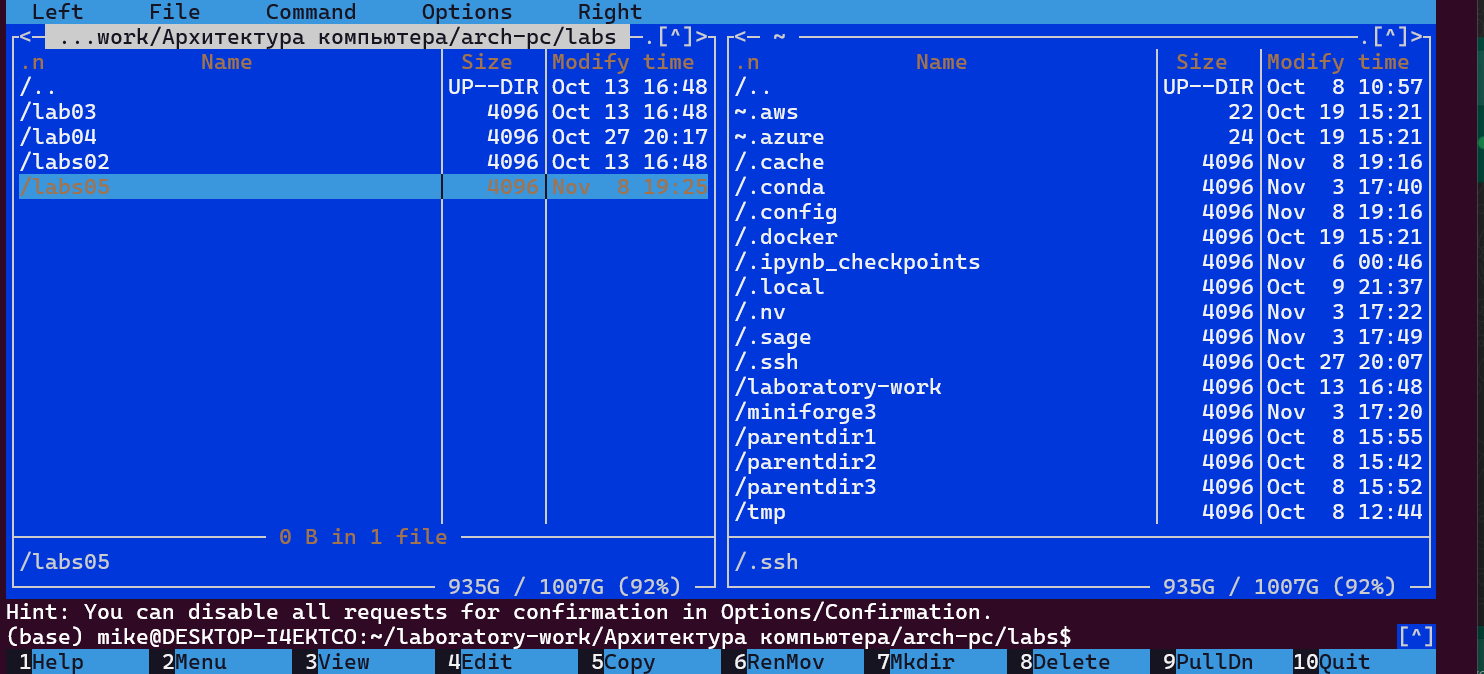 Left File Command Options Right
<─ ...work/Архитектура компьютера/arch-pc/labs ─.[^]>
.n Name Size Modify time
/.. UP--DIR Oct 13 16:48
/lab03 4096 Oct 13 16:48
/lab04 4096 Oct 27 20:17
/labs02 4096 Oct 13 16:48
/labs05 4096 Nov 8 19:25
0 B in 1 file
/labs05
935G / 1007G (92%)
<─ ~ .[^]>
.n Name Size Modify time
/.. UP--DIR Oct 8 10:57
~.aws 22 Oct 19 15:21
~.azure 24 Oct 19 15:21
/.cache 4096 Nov 8 19:16
/.conda 4096 Nov 3 17:40
/.config 4096 Nov 8 19:16
/.docker 4096 Oct 19 15:21
/.ipynb_checkpoints 4096 Nov 6 00:46
/.local 4096 Oct 9 21:37
/.nv 4096 Nov 3 17:22
/.sage 4096 Nov 3 17:49
/.ssh 4096 Oct 27 20:07
/laboratory-work 4096 Oct 13 16:48
/miniforge3 4096 Nov 3 17:20
/parentdir1 4096 Oct 8 15:55
/parentdir2 4096 Oct 8 15:42
/parentdir3 4096 Oct 8 15:52
/tmp 4096 Oct 8 12:44
/.ssh
935G / 1007G (92%)
Hint: You can disable all requests for confirmation in Options/Confirmation.
(base) mike@DESKTOP-I4EKTCO:~/laboratory-work/Архитектура компьютера/arch-pc/labs$ [^]
1Help 2Menu 3View 4Edit 5Copy 6RenMov 7Mkdir 8Delete 9PullDn 10Quit